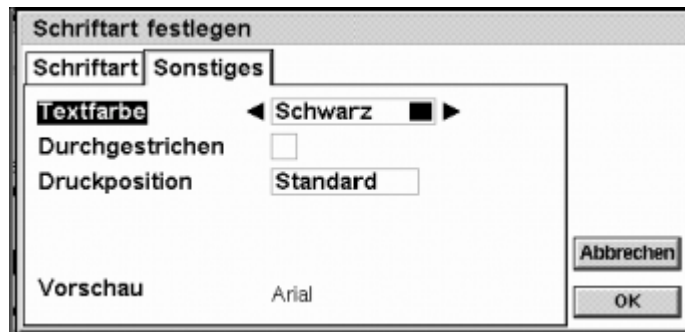 Schriftart festlegen
Schriftart Sonstiges
Textfarbe Schwarz
Durchgestrichen
Druckposition Standard
Abbrechen
Vorschau Arial
OK